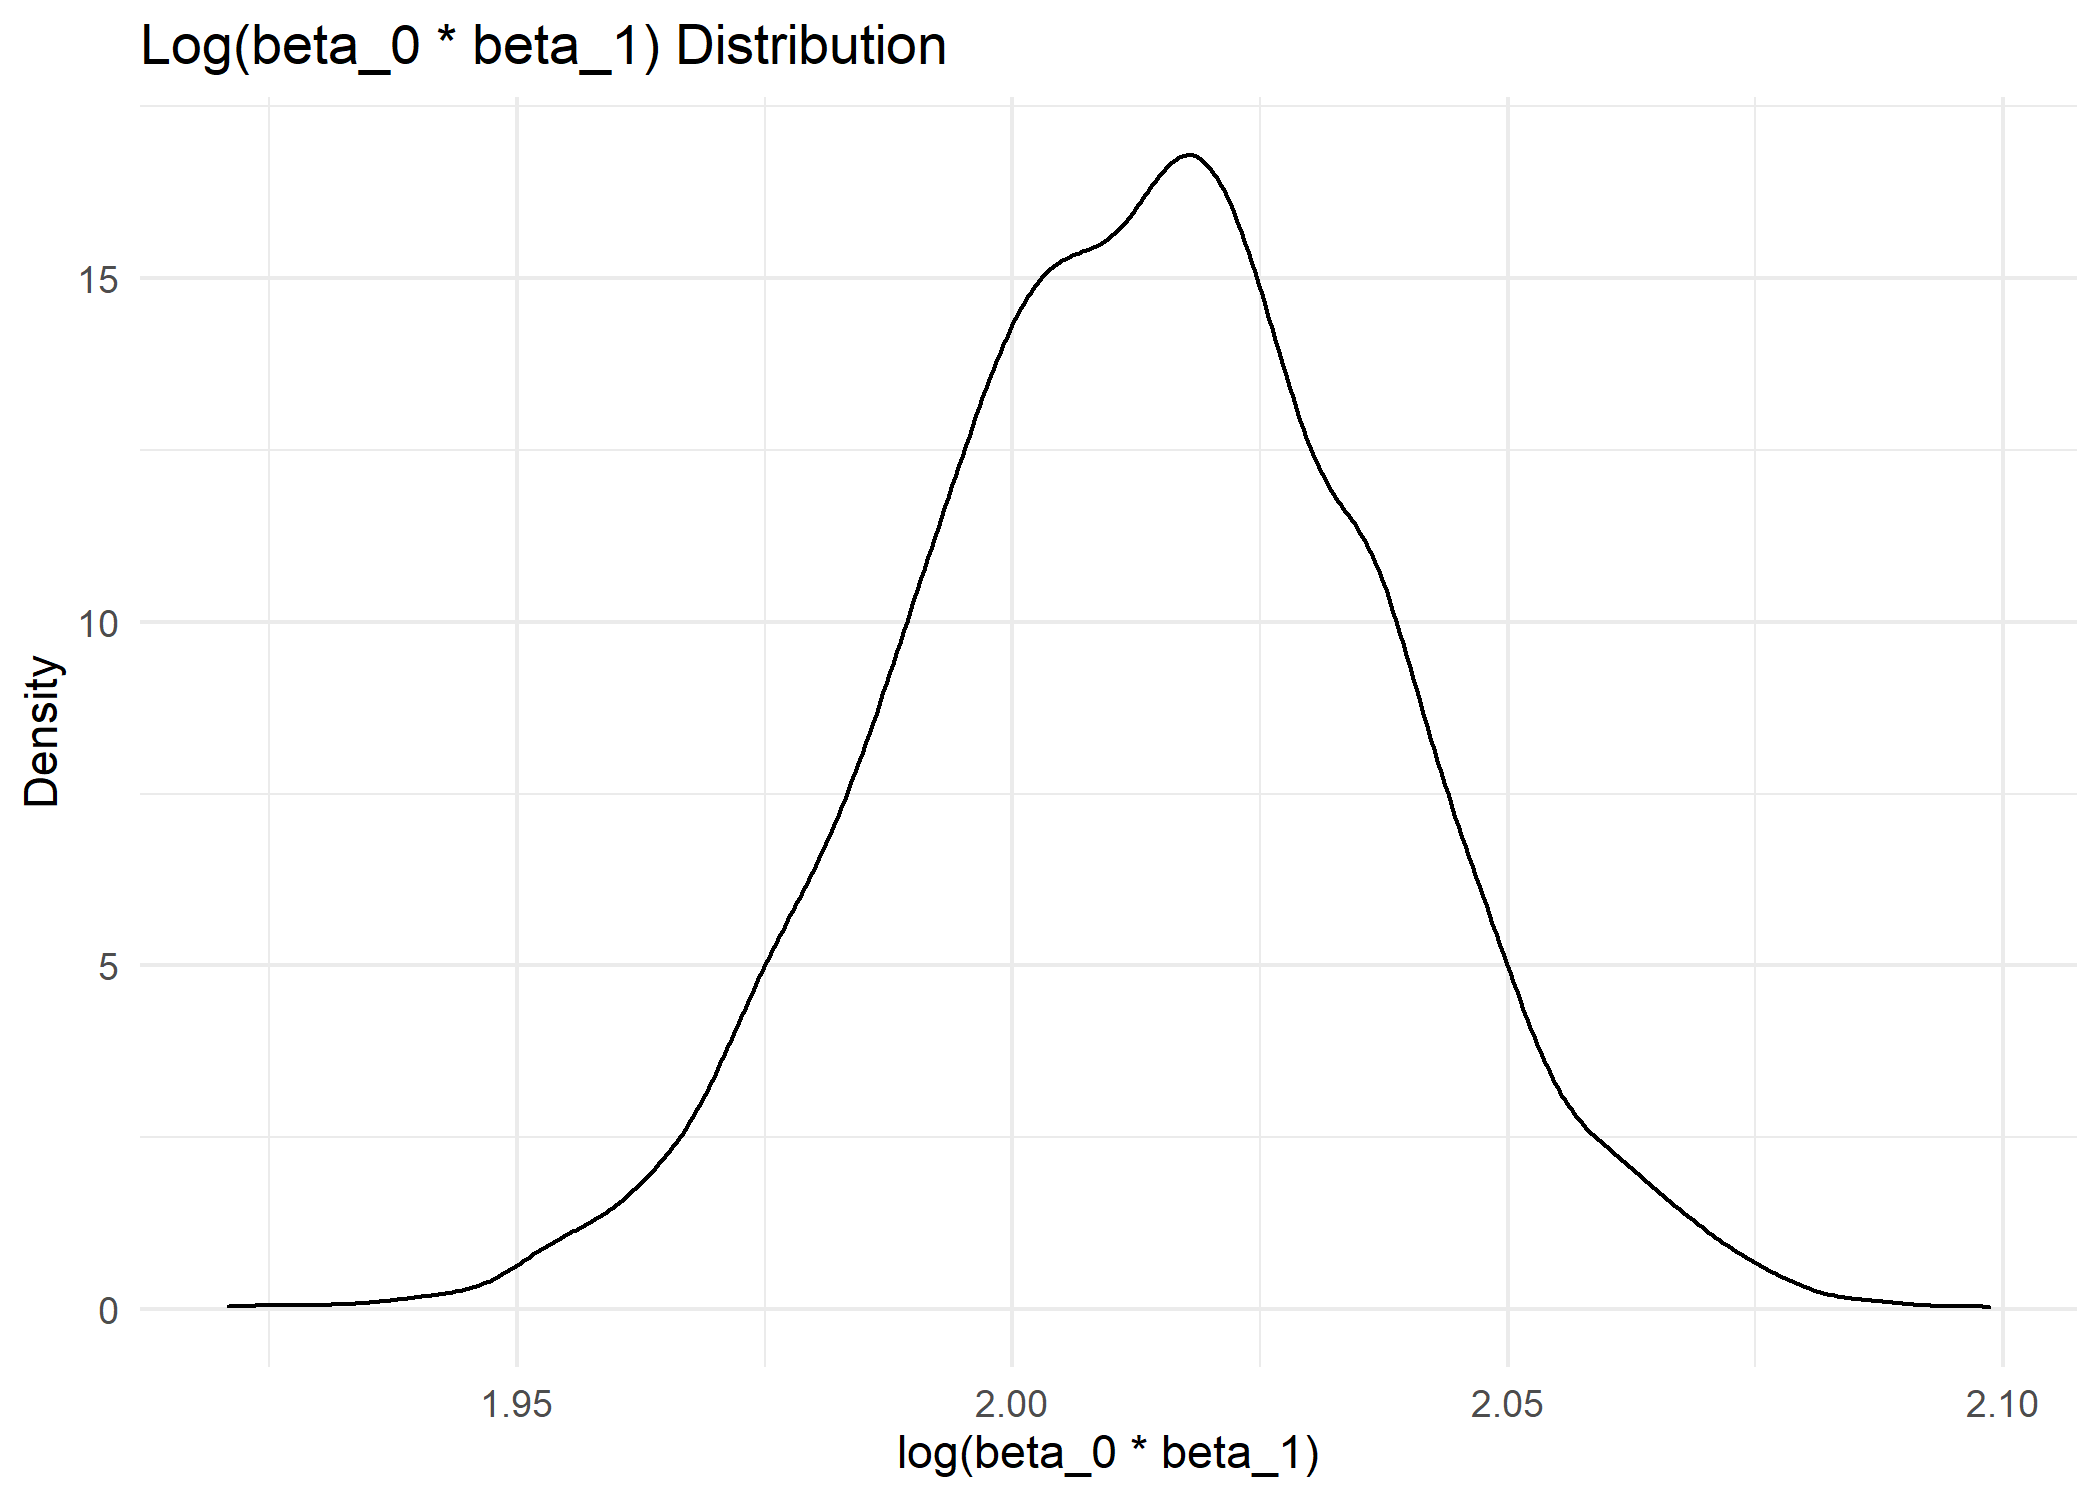 Log(beta_0 * beta_1) Distribution
Density
15
10
5
0
1.95 2.00 2.05 2.10
log(beta_0 * beta_1)